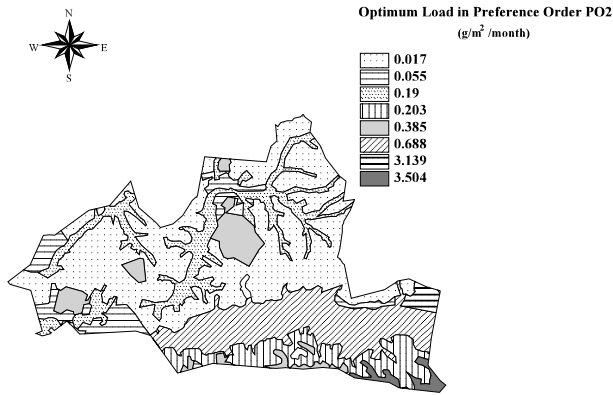 Optimum Load in Preference Order PO2
(g/m² /month)
N
W E
S
0.017
0.055
0.19
0.203
0.385
0.688
3.139
3.504